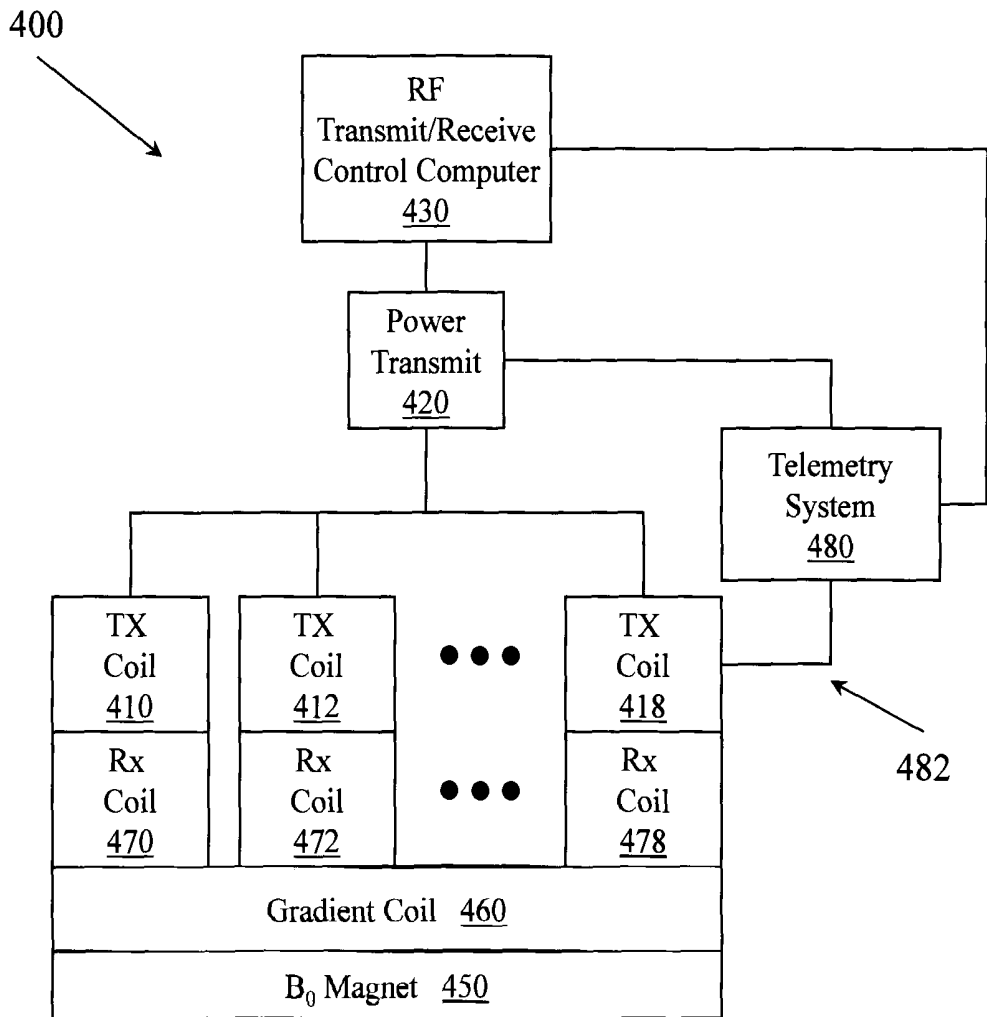 400
RF
Transmit/Receive
Control Computer
430
Power
Transmit
420
Telemetry
System
480
TX
Coil
410
TX
Coil
412
TX
Coil
418
482
Rx
Coil
470
Rx
Coil
472
Rx
Coil
478
Gradient Coil 460
B₀ Magnet 450